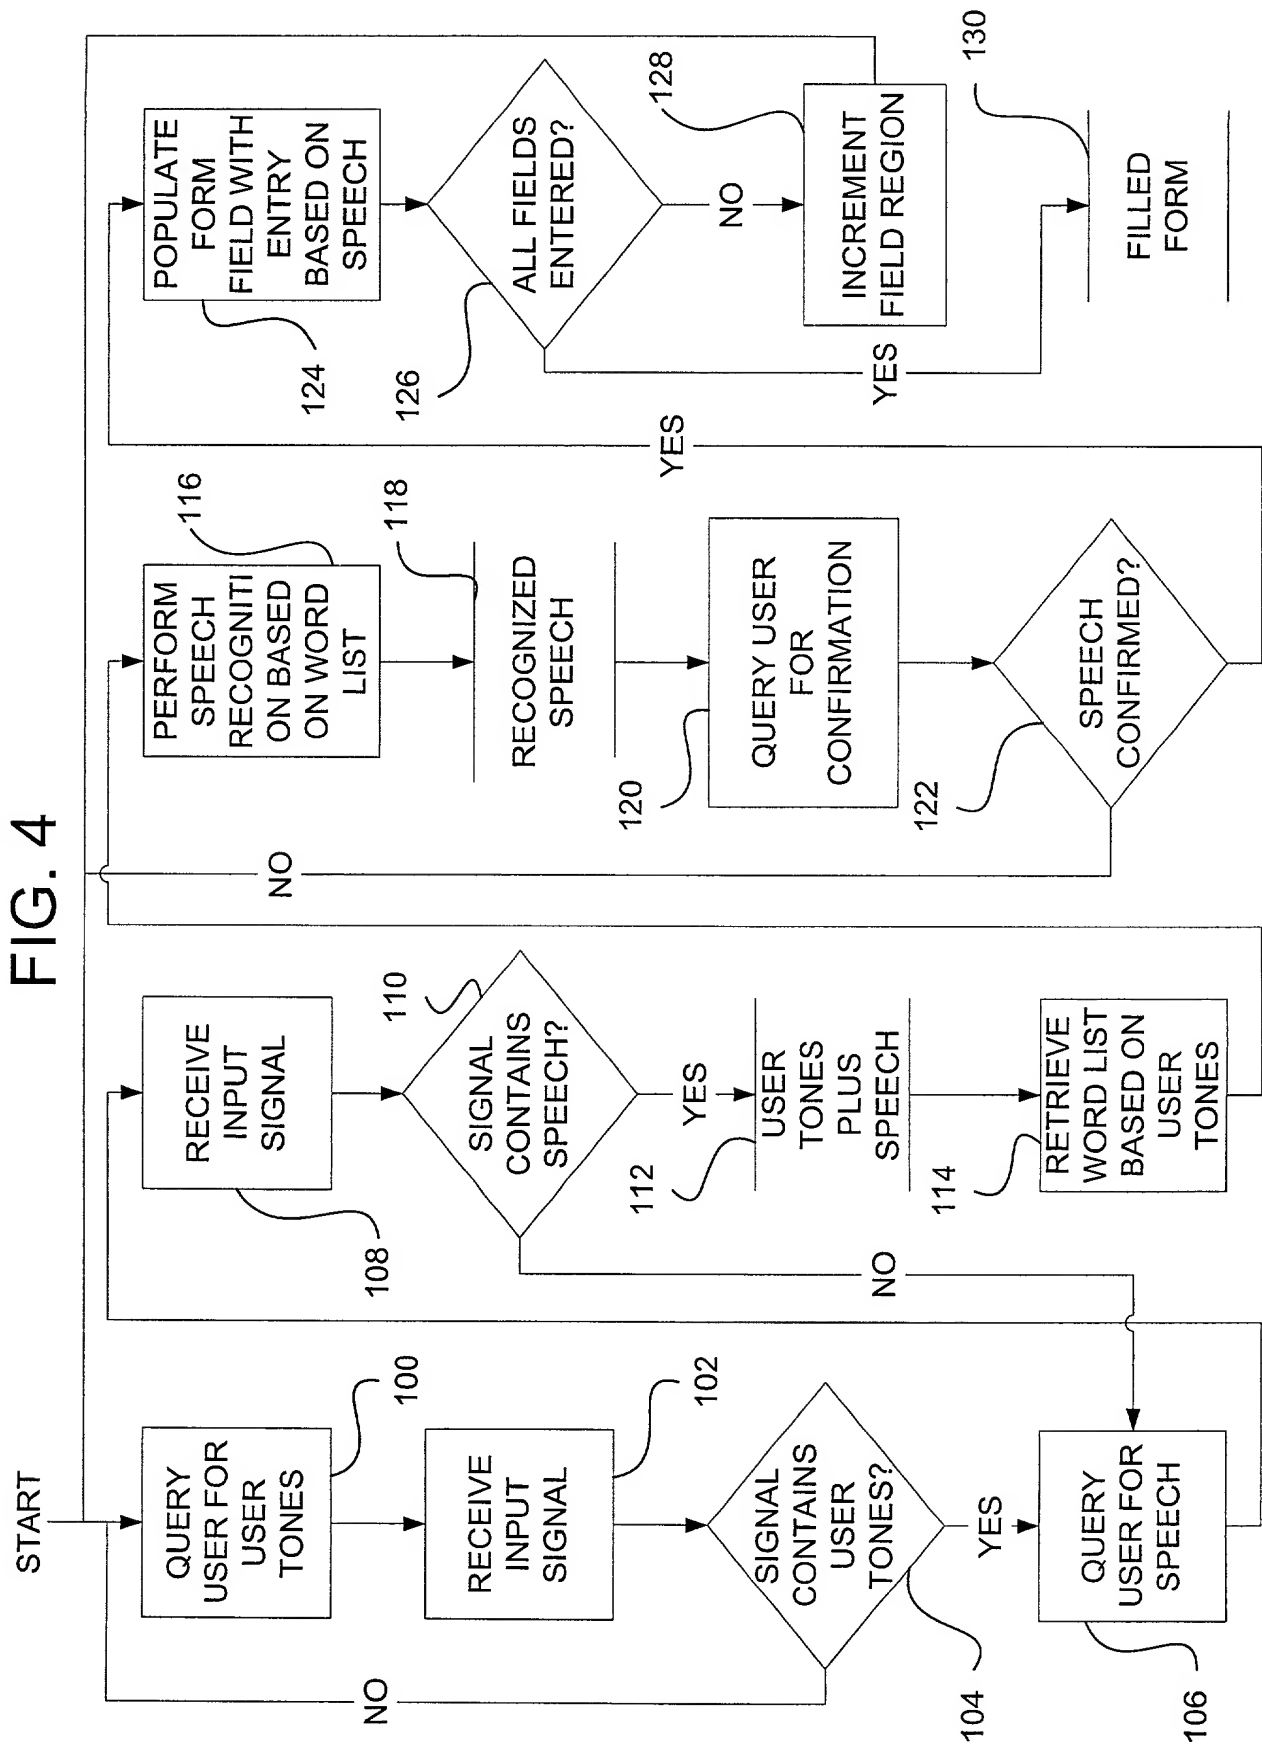 FIG. 4
START
QUERY
USER FOR
USER
TONES
100
RECEIVE
INPUT
SIGNAL
102
SIGNAL
CONTAINS
USER
TONES?
104
NO
YES
QUERY
USER FOR
SPEECH
106
RECEIVE
INPUT
SIGNAL
108
SIGNAL
CONTAINS
SPEECH?
110
NO
YES
USER
TONES
PLUS
SPEECH
112
RETRIEVE
WORD LIST
BASED ON
USER
TONES
114
PERFORM
SPEECH
RECOGNITI
ON BASED
ON WORD
LIST
116
RECOGNIZED
SPEECH
118
QUERY USER
FOR
CONFIRMATION
120
SPEECH
CONFIRMED?
122
NO
YES
POPULATE
FORM
FIELD WITH
ENTRY
BASED ON
SPEECH
124
ALL FIELDS
ENTERED?
126
NO
YES
INCREMENT
FIELD REGION
128
FILLED
FORM
130